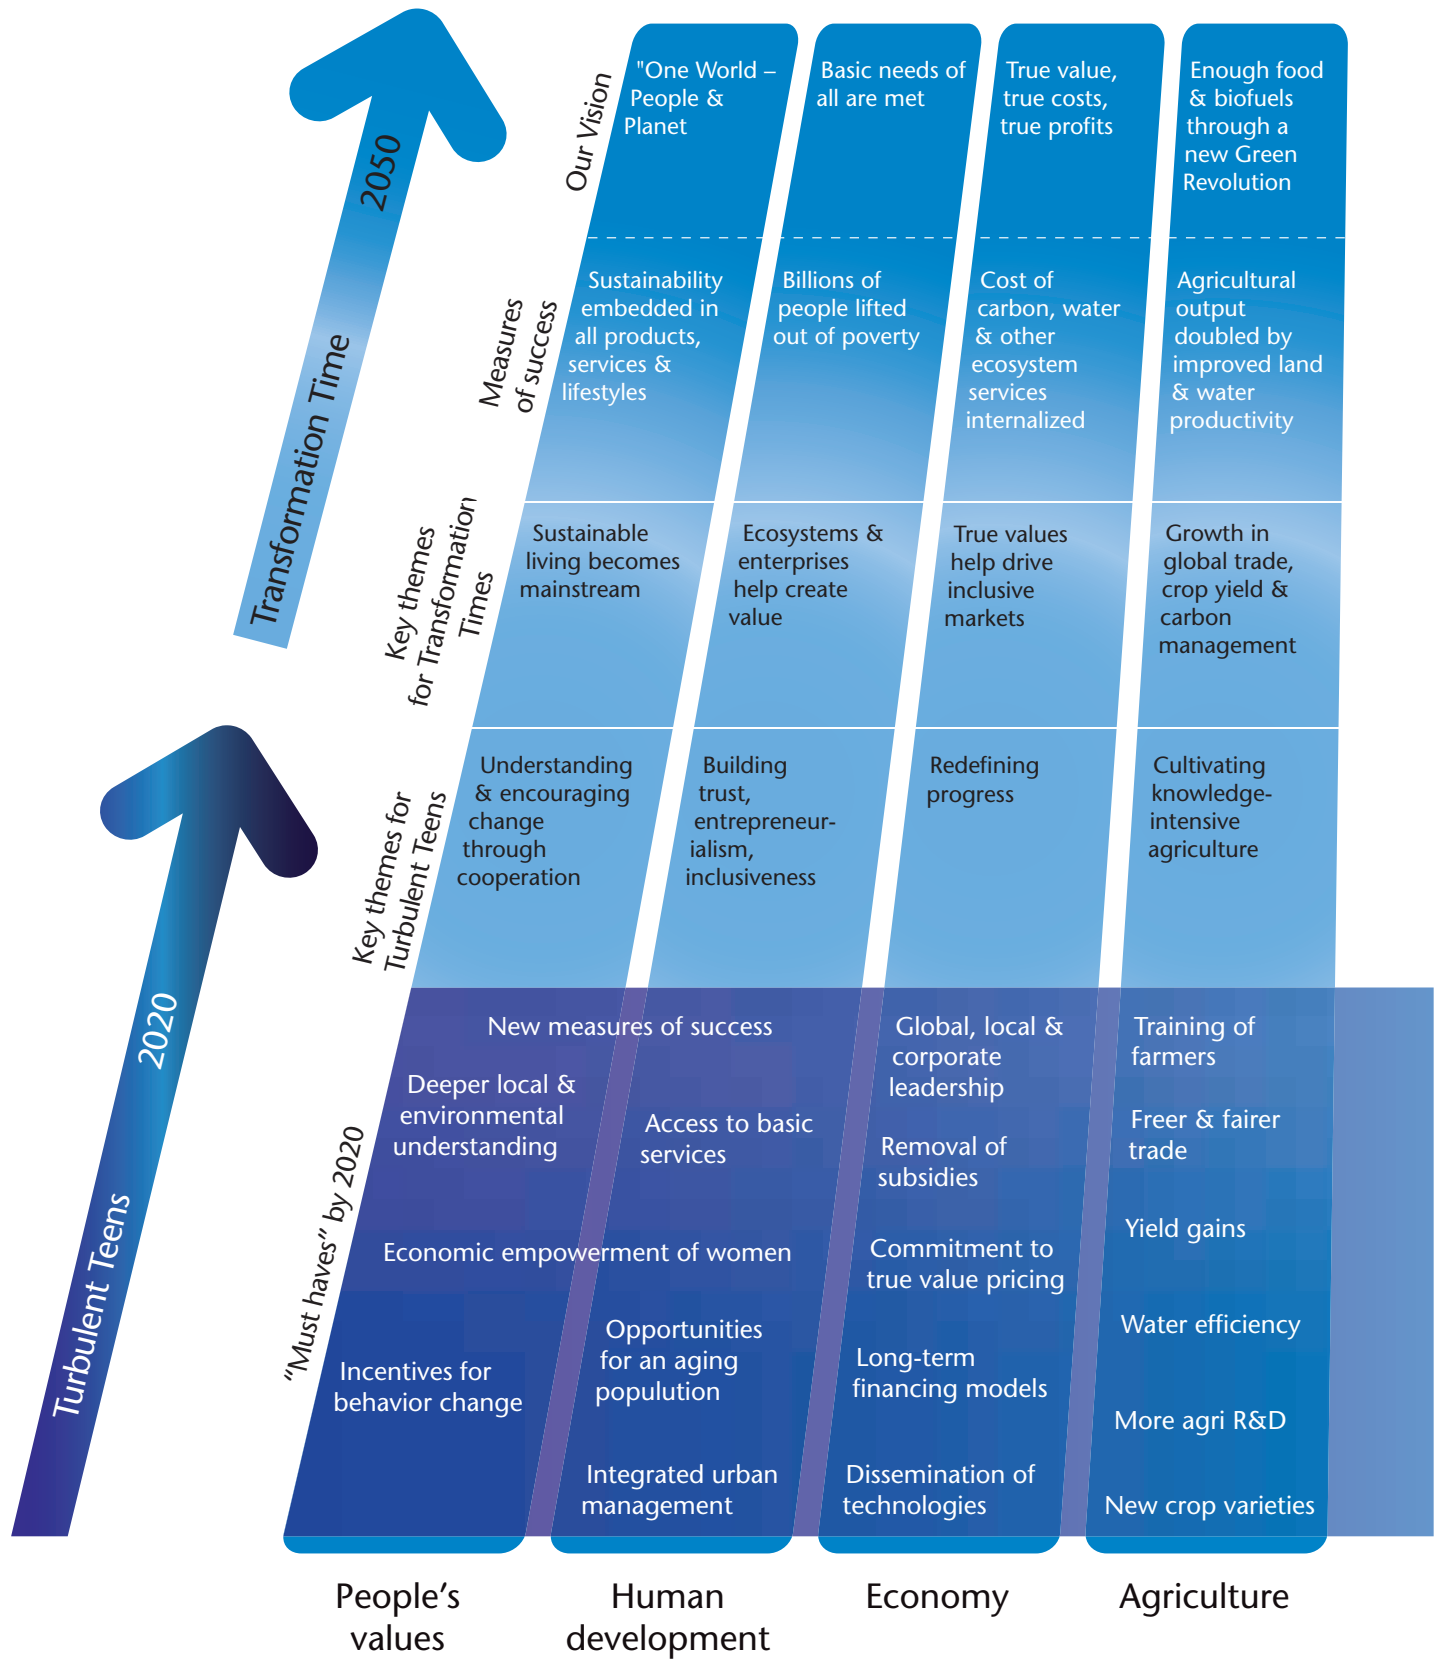 2050
Transformation Time
2020
Turbulent Teens
Our Vision
"One World –
People &
Planet
Basic needs of
all are met
True value,
true costs,
true profits
Enough food
& biofuels
through a
new Green
Revolution
Measures
of success
Sustainability
embedded in
all products,
services &
lifestyles
Billions of
people lifted
out of poverty
Cost of
carbon, water
& other
ecosystem
services
internalized
Agricultural
output
doubled by
improved land
& water
productivity
Key themes
for Transformation
Times
Sustainable
living becomes
mainstream
Ecosystems &
enterprises
help create
value
True values
help drive
inclusive
markets
Growth in
global trade,
crop yield &
carbon
management
Key themes for
Turbulent Teens
Understanding
& encouraging
change
through
cooperation
Building
trust,
entrepreneur-
ialism,
inclusiveness
Redefining
progress
Cultivating
knowledge-
intensive
agriculture
“Must haves” by 2020
New measures of success
Deeper local &
environmental
understanding
Access to basic
services
Economic empowerment of women
Incentives for
behavior change
Opportunities
for an aging
popululation
Integrated urban
management
Global, local &
corporate
leadership
Removal of
subsidies
Commitment to
true value pricing
Long-term
financing models
Dissemination of
technologies
Training of
farmers
Freer & fairer
trade
Yield gains
Water efficiency
More agri R&D
New crop varieties
People’s
values
Human
development
Economy
Agriculture